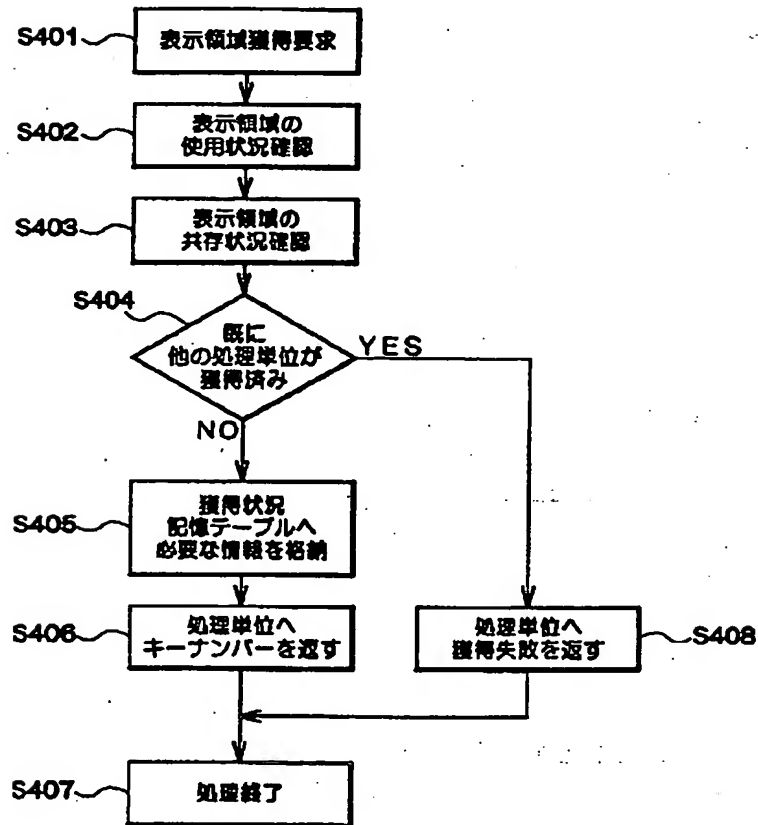 S401
表示領域獲得要求
S402
表示領域の
使用状況確認
S403
表示領域の
共存状況確認
S404
既に
他の処理単位が
獲得済み
YES
NO
S405
獲得状況
記憶テーブルへ
必要な情報を格納
S406
処理単位へ
キーナンバーを返す
処理単位へ
獲得失敗を返す
S408
S407
処理終了